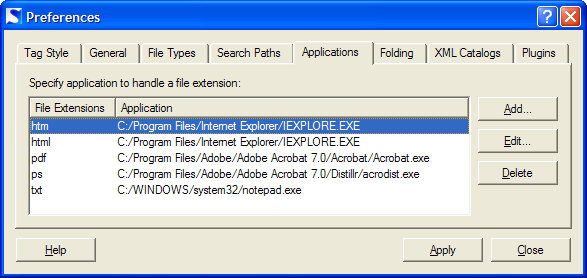 Preferences
Tag Style General File Types Search Paths Applications Folding XML Catalogs Plugins
Specify application to handle a file extension:
File Extensions Application
htm C:/Program Files/Internet Explorer/IEXPLORE.EXE
html C:/Program Files/Internet Explorer/IEXPLORE.EXE
pdf C:/Program Files/Adobe/Adobe Acrobat 7.0/Acrobat/Acrobat.exe
ps C:/Program Files/Adobe/Adobe Acrobat 7.0/Distillr/acrodist.exe
txt C:/WINDOWS/system32/notepad.exe
Add...
Edit...
Delete
Help Apply Close